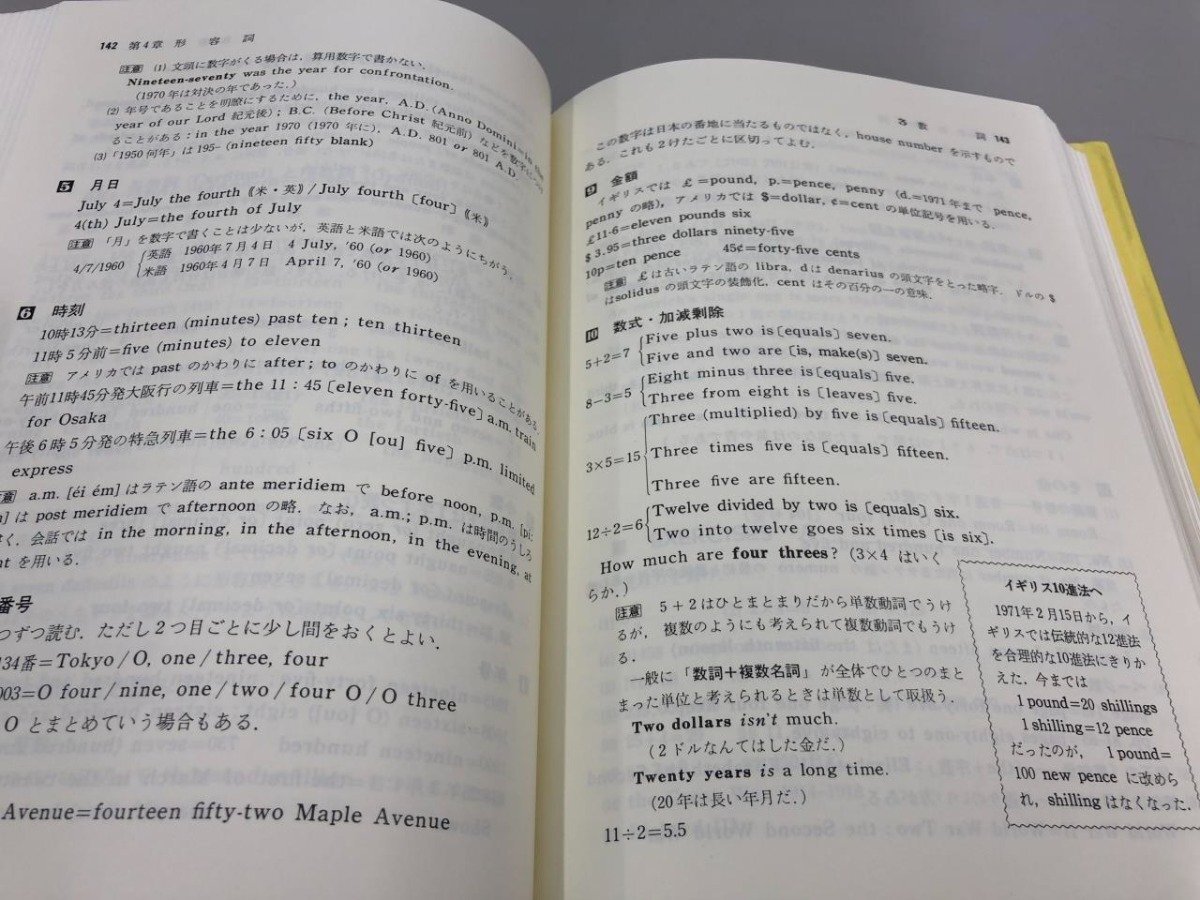 142 第4章 形 容 詞
注意 (1) 文頭に数字がくる場合は，算用数字で書かない．
Nineteen-seventy was the year for confrontation.
(1970年は対決の年であった．)
(2) 年号であることを明瞭にするために，the year, A.D. (Anno Domini=in the
year of our Lord 紀元後)；B.C. (Before Christ 紀元前) などを数字に
ることがある：in the year 1970 (1970年に)，A.D. 801 or 801 A.D.
(3)「1950何年」は195- (nineteen fifty blank)
5 月日
July 4=July the fourth《米・英》/July fourth [four]《米》
4(th) July=the fourth of July
注意 「月」を数字で書くことは少ないが，英語と米語では次のようにちがう．
4/7/1960 英語 1960年7月4日 4 July, '60 (or 1960)
米語 1960年4月7日 April 7, '60 (or 1960)
6 時刻
10時13分=thirteen (minutes) past ten; ten thirteen
11時5分前=five (minutes) to eleven
注意 アメリカでは past のかわりに after；to のかわりに of を用いることがある．
午前11時45分発大阪行の列車=the 11：45 [eleven forty-five] a.m. train
for Osaka
午後6時5分発の特急列車=the 6：05 [six O [ou] five] p.m. limited
express
注意 a.m. [éi ém] はラテン語の ante meridiem で before noon, p.m. [pi:
] は post meridiem で afternoon の略．なお，a.m.; p.m. は時間のうしろ
く，会話では in the morning, in the afternoon, in the evening, at
ht を用いる．
番号
つずつ読む．ただし2つ目ごとに少し間をおくとよい．
34番=Tokyo/O, one/three, four
003=O four/nine, one/two/four O/O three
O とまとめていう場合もある．
Avenue=fourteen fifty-two Maple Avenue
数 詞 143
この数字は日本の番地に当たるものではなく，house number を示すもので
ある．これも2けたごとに区切ってよむ．
9 金額
イギリスでは £=pound, p.=pence, penny (d.=1971年まで pence,
penny の略)，アメリカでは $=dollar, ¢=cent の単位記号を用いる．
£11·6=eleven pounds six
$3.95=three dollars ninety-five
10p=ten pence 45¢=forty-five cents
注意 £は古いラテン語の libra, d は denarius の頭文字をとった略字．ドルの $
は solidus の頭文字の装飾化，cent はその百分の一の意味．
10 数式・加減剰除
5+2=7 Five plus two is [equals] seven.
Five and two are [is, make(s)] seven.
8−3=5 Eight minus three is [equals] five.
Three from eight is [leaves] five.
Three (multiplied) by five is [equals] fifteen.
3×5=15 Three times five is [equals] fifteen.
Three five are fifteen.
12÷2=6 Twelve divided by two is [equals] six.
Two into twelve goes six times [is six].
How much are four threes? (3×4 はいく
らか．)
注意 5+2はひとまとまりだから単数動詞でうけ
るが，複数のようにも考えられて複数動詞でもうけ
る．
一般に「数詞＋複数名詞」が全体でひとつのまと
まった単位と考えられるときは単数として取扱う．
Two dollars isn't much.
(2ドルなんてはした金だ．)
Twenty years is a long time.
(20年は長い年月だ．)
11÷2=5.5
イギリス10進法へ
1971年2月15日から，イ
ギリスでは伝統的な12進法
を合理的な10進法にきりか
えた．今までは
1 pound=20 shillings
1 shilling=12 pence
だったのが，1 pound=
100 new pence に改めら
れ，shilling はなくなった．